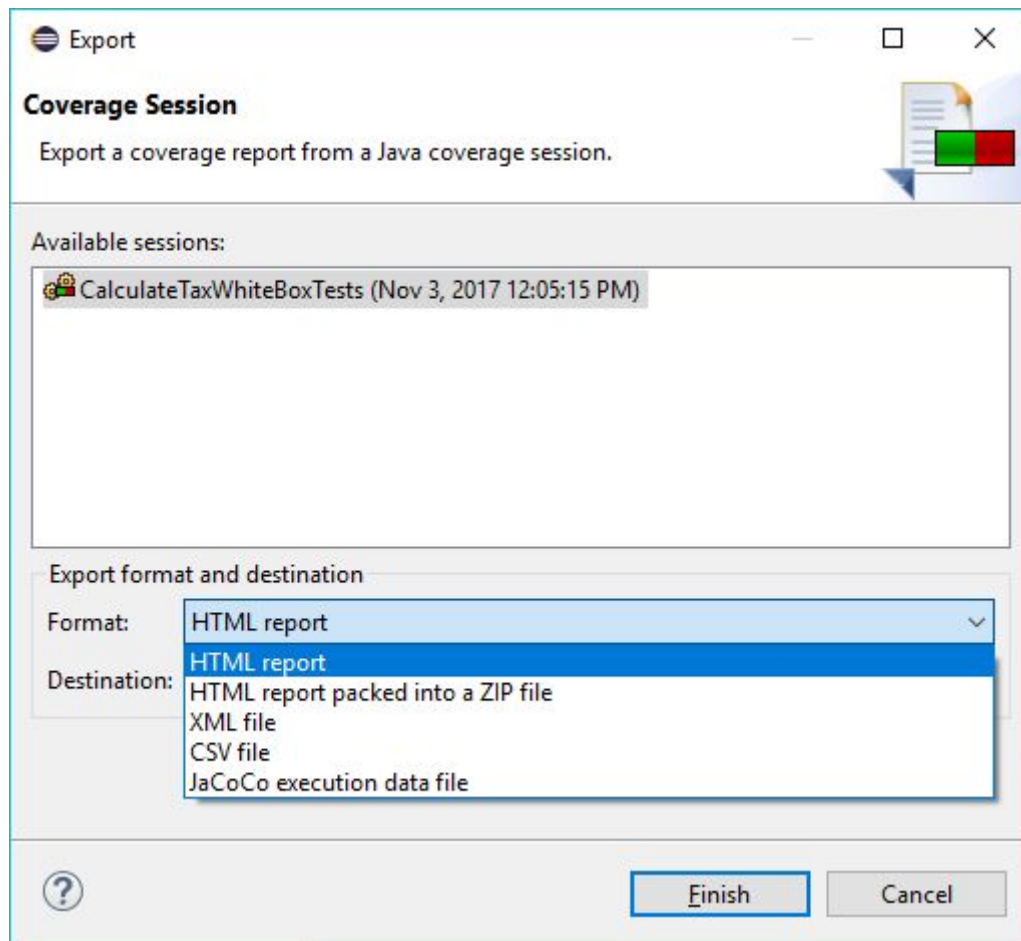 Export
Coverage Session
Export a coverage report from a Java coverage session.
Available sessions:
CalculateTaxWhiteBoxTests (Nov 3, 2017 12:05:15 PM)
Export format and destination
Format: HTML report
HTML report
Destination:
HTML report packed into a ZIP file
XML file
CSV file
JaCoCo execution data file
? Finish Cancel